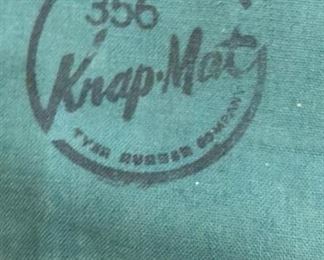 356
Knap-Mat
TYER RUBBER COMPANY